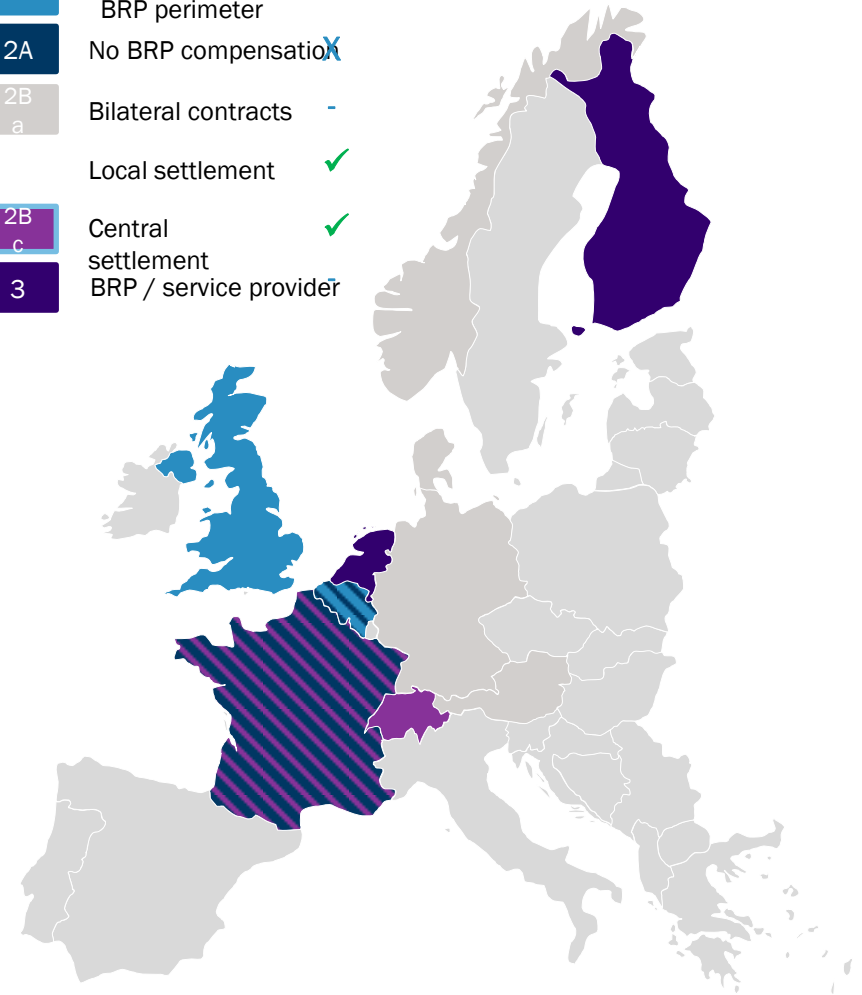 BRP perimeter
2A No BRP compensation X
2B a Bilateral contracts -
Local settlement ✓
2B c Central settlement ✓
3 BRP / service provider -